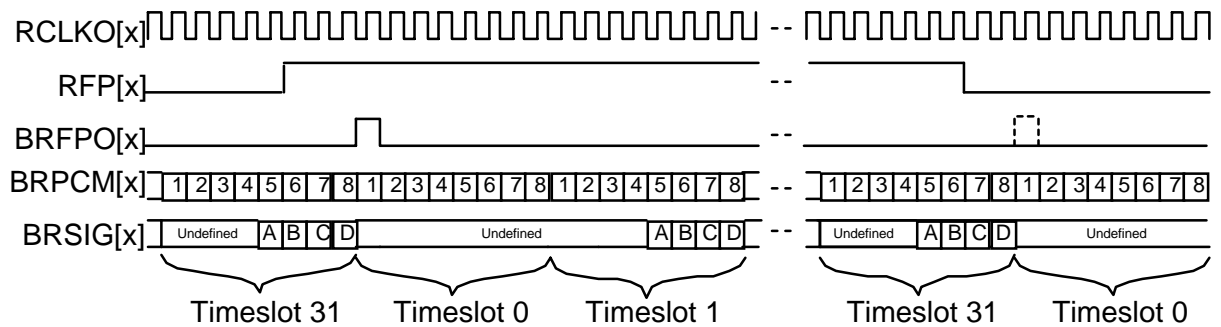 RCLKO[x] --
RFP[x] --
BRFPO[x] --
BRPCM[x] 1 2 3 4 5 6 7 8 1 2 3 4 5 6 7 8 1 2 3 4 5 6 7 8 -- 1 2 3 4 5 6 7 8 1 2 3 4 5 6 7 8
BRSIG[x] Undefined A B C D Undefined A B C D Undefined A B C D Undefined
Timeslot 31 Timeslot 0 Timeslot 1 Timeslot 31 Timeslot 0